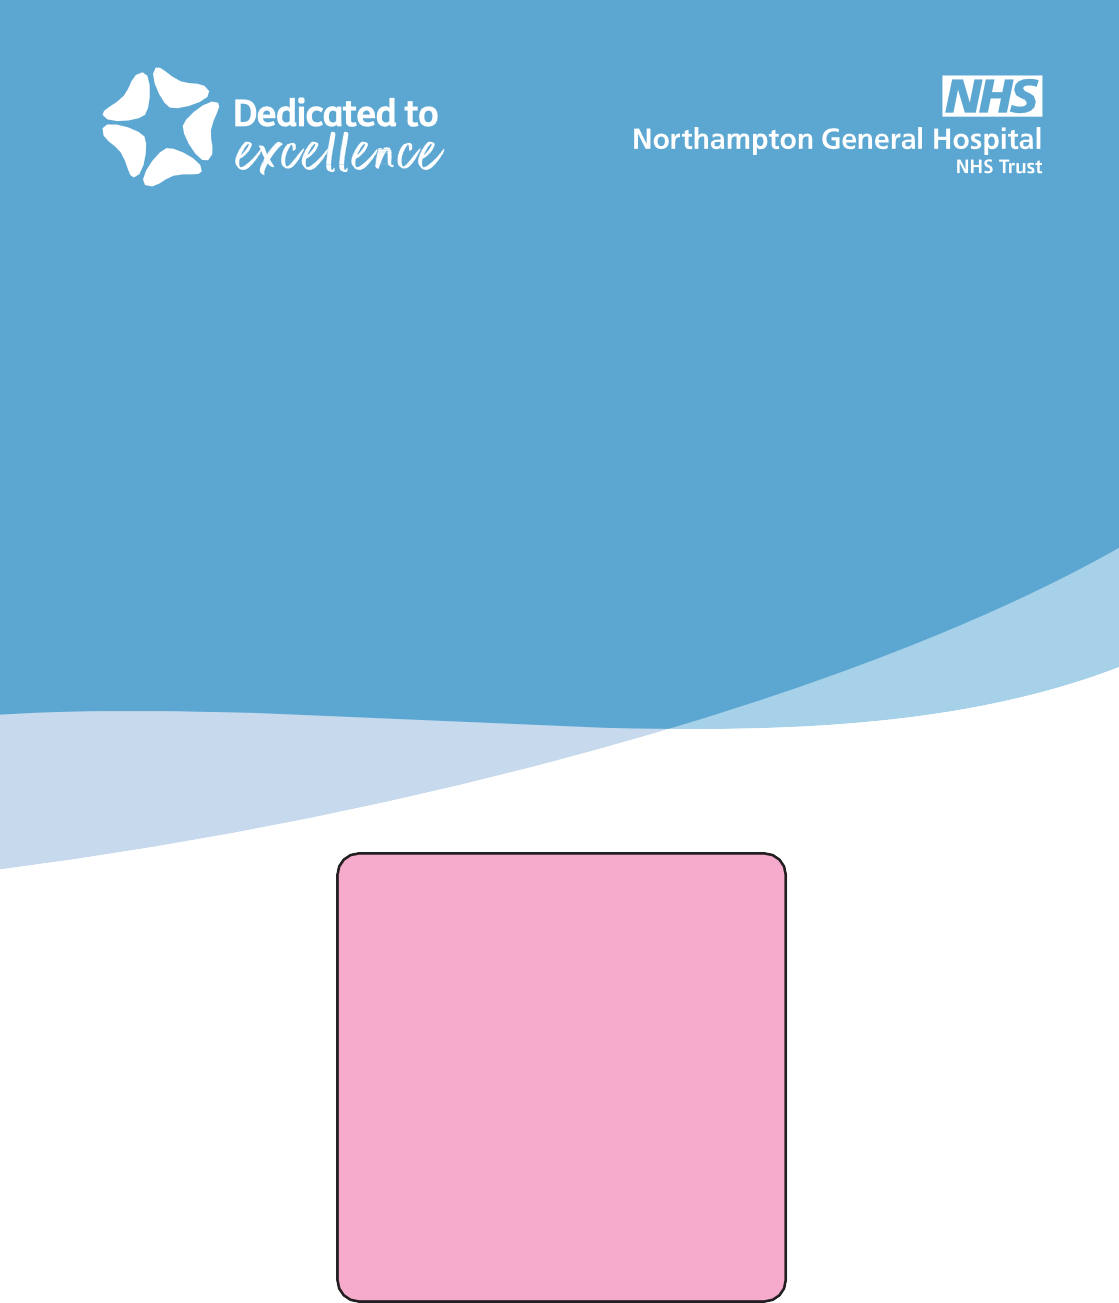 Dedicated to
excellence
NHS
Northampton General Hospital
NHS Trust